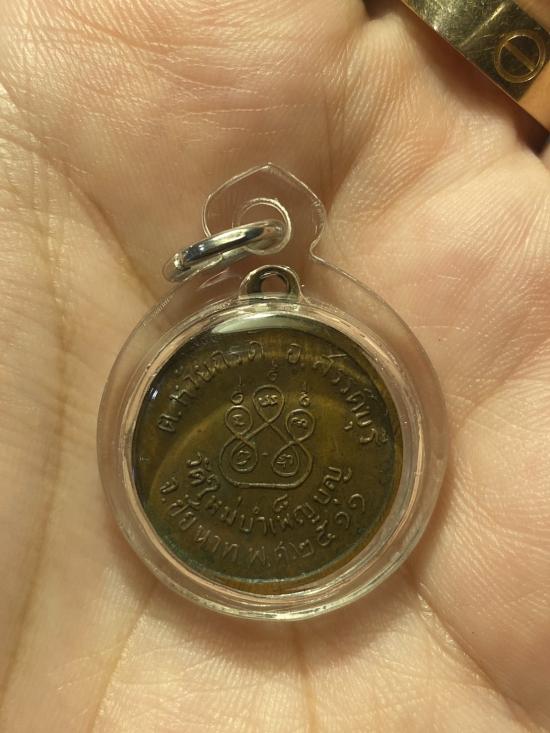 ต.ห้วยกรด อ.สรรค์บุรี
วัดใหม่บำเพ็ญบุญ
จ.ชัยนาท พ.ศ.๒๕๑๑